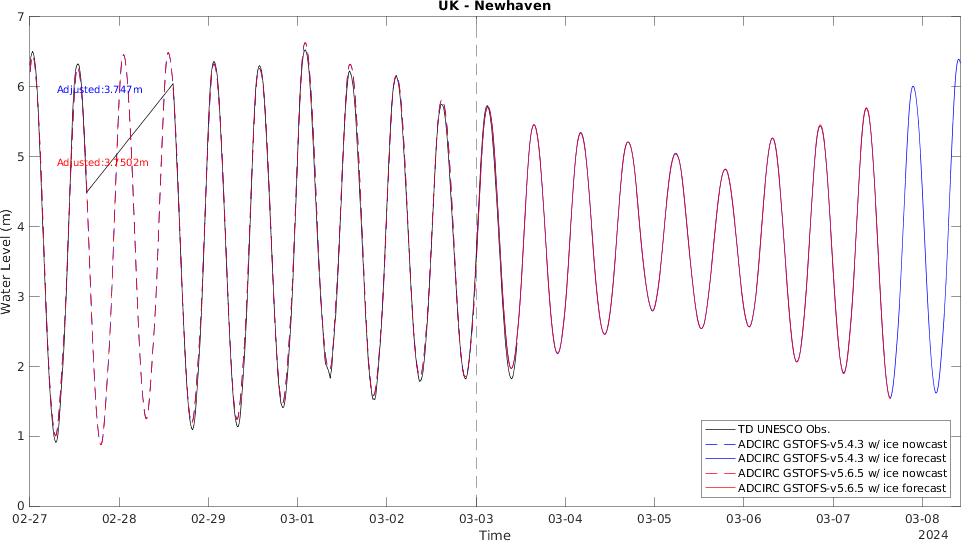 UK - Newhaven
7
6
5
4
3
2
1
0
Water Level (m)
Adjusted:3.747m
Adjusted:3.7502m
TD UNESCO Obs.
ADCIRC GSTOFS-v5.4.3 w/ ice nowcast
ADCIRC GSTOFS-v5.4.3 w/ ice forecast
ADCIRC GSTOFS-v5.6.5 w/ ice nowcast
ADCIRC GSTOFS-v5.6.5 w/ ice forecast
02-27 02-28 02-29 03-01 03-02 03-03 03-04 03-05 03-06 03-07 03-08
Time
2024